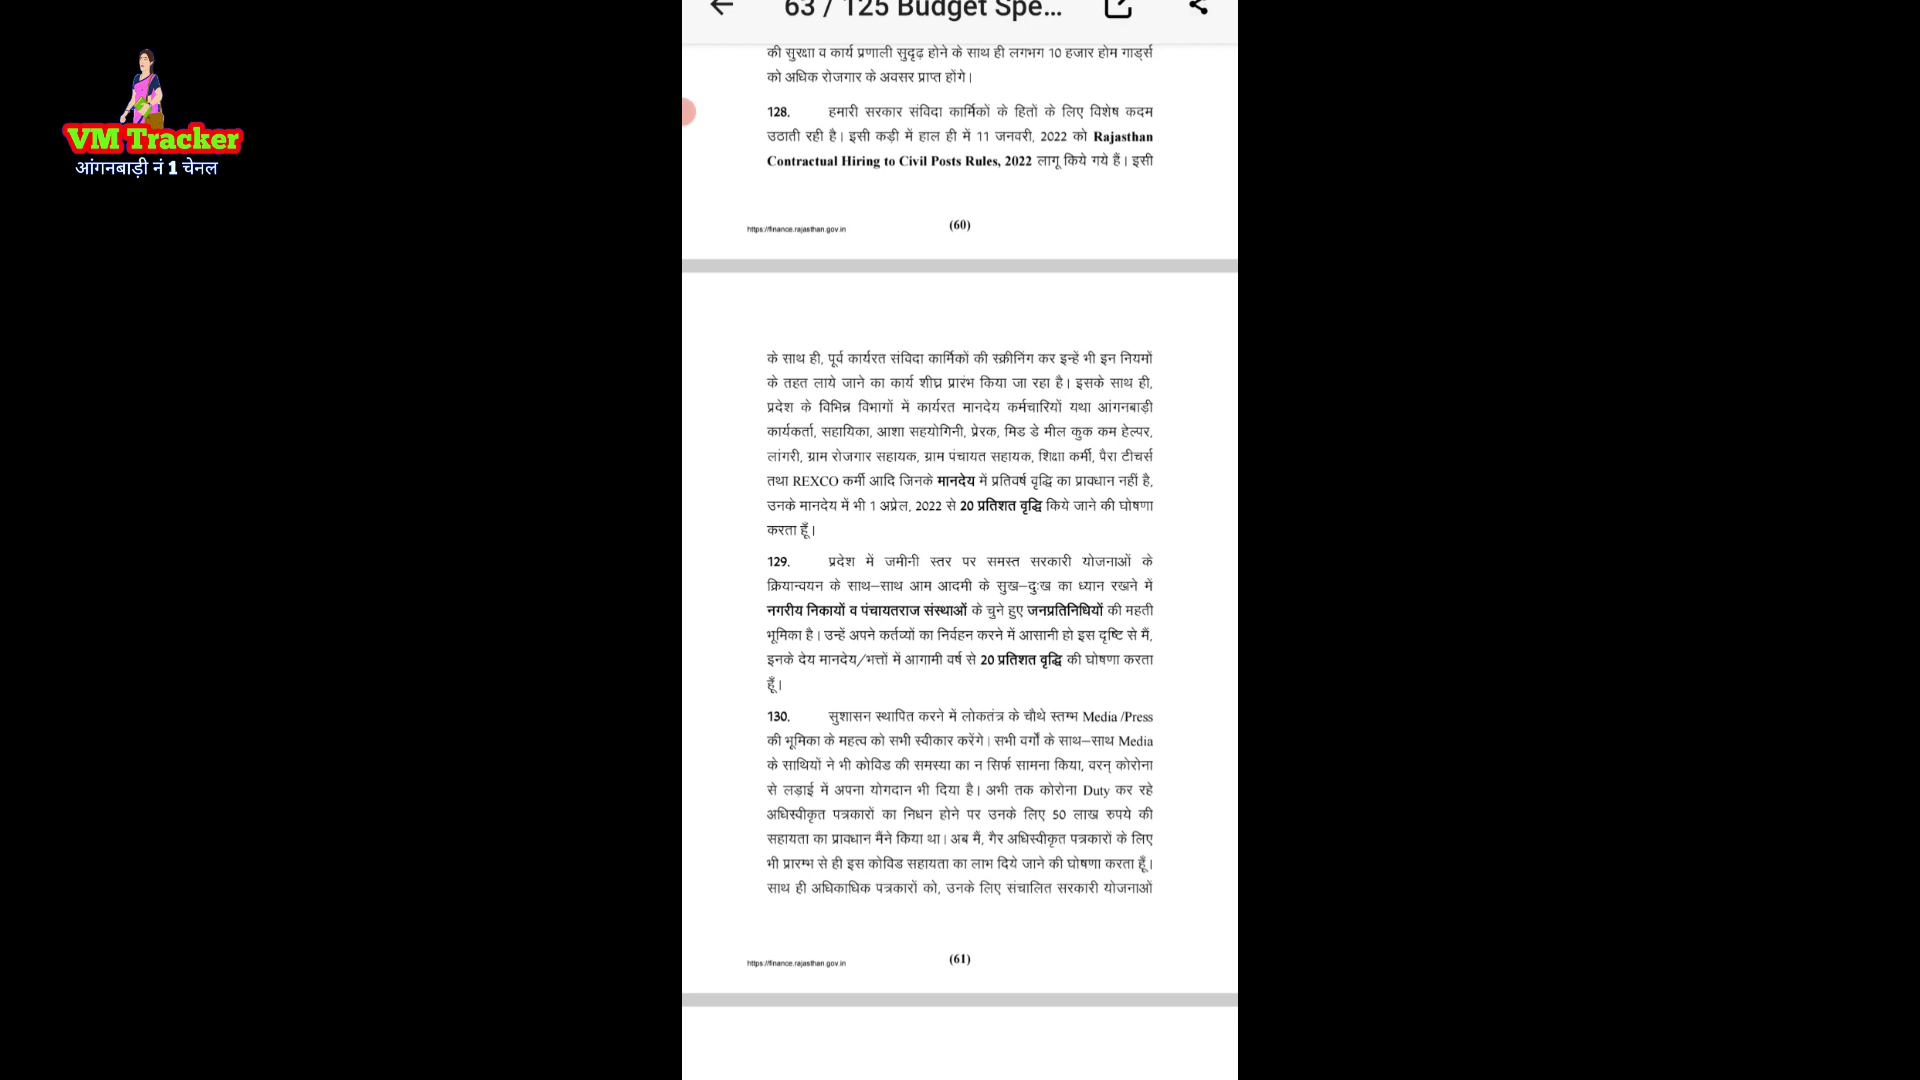 VM Tracker
आंगनबाड़ी नं 1 चेनल
63 / 125 Budget Spe...
की सुरक्षा व कार्य प्रणाली सुदृढ़ होने के साथ ही लगभग 10 हजार होम गार्ड्स
को अधिक रोजगार के अवसर प्राप्त होंगे।
128. हमारी सरकार संविदा कार्मिकों के हितों के लिए विशेष कदम
उठाती रही है। इसी कड़ी में हाल ही में 11 जनवरी, 2022 को Rajasthan
Contractual Hiring to Civil Posts Rules, 2022 लागू किये गये हैं। इसी
https://finance.rajasthan.gov.in (60)
के साथ ही, पूर्व कार्यरत संविदा कार्मिकों की स्क्रीनिंग कर इन्हें भी इन नियमों
के तहत लाये जाने का कार्य शीघ्र प्रारंभ किया जा रहा है। इसके साथ ही,
प्रदेश के विभिन्न विभागों में कार्यरत मानदेय कर्मचारियों यथा आंगनबाड़ी
कार्यकर्ता, सहायिका, आशा सहयोगिनी, प्रेरक, मिड डे मील कुक कम हेल्पर,
लांगरी, ग्राम रोजगार सहायक, ग्राम पंचायत सहायक, शिक्षा कर्मी, पैरा टीचर्स
तथा REXCO कर्मी आदि जिनके मानदेय में प्रतिवर्ष वृद्धि का प्रावधान नहीं है,
उनके मानदेय में भी 1 अप्रेल, 2022 से 20 प्रतिशत वृद्धि किये जाने की घोषणा
करता हूँ।
129. प्रदेश में जमीनी स्तर पर समस्त सरकारी योजनाओं के
क्रियान्वयन के साथ–साथ आम आदमी के सुख–दुःख का ध्यान रखने में
नगरीय निकायों व पंचायतराज संस्थाओं के चुने हुए जनप्रतिनिधियों की महती
भूमिका है। उन्हें अपने कर्तव्यों का निर्वहन करने में आसानी हो इस दृष्टि से मैं,
इनके देय मानदेय/भत्तों में आगामी वर्ष से 20 प्रतिशत वृद्धि की घोषणा करता
हूँ।
130. सुशासन स्थापित करने में लोकतंत्र के चौथे स्तम्भ Media /Press
की भूमिका के महत्व को सभी स्वीकार करेंगे। सभी वर्गों के साथ–साथ Media
के साथियों ने भी कोविड की समस्या का न सिर्फ सामना किया, वरन् कोरोना
से लड़ाई में अपना योगदान भी दिया है। अभी तक कोरोना Duty कर रहे
अधिस्वीकृत पत्रकारों का निधन होने पर उनके लिए 50 लाख रुपये की
सहायता का प्रावधान मैंने किया था। अब मैं, गैर अधिस्वीकृत पत्रकारों के लिए
भी प्रारम्भ से ही इस कोविड सहायता का लाभ दिये जाने की घोषणा करता हूँ।
साथ ही अधिकाधिक पत्रकारों को, उनके लिए संचालित सरकारी योजनाओं
https://finance.rajasthan.gov.in (61)